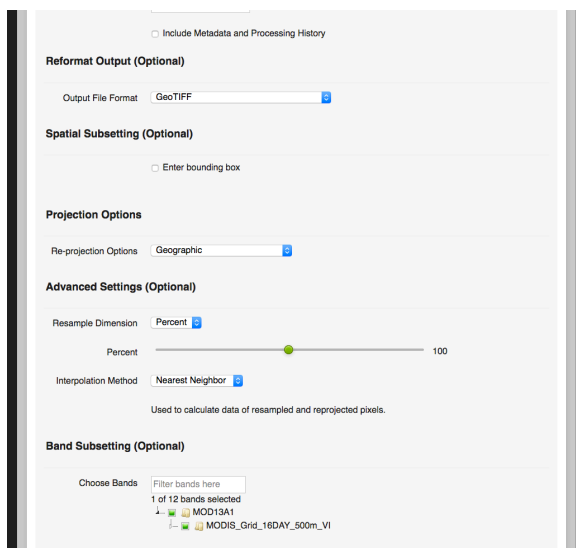 Include Metadata and Processing History
Reformat Output (Optional)
Output File Format GeoTIFF
Spatial Subsetting (Optional)
Enter bounding box
Projection Options
Re-projection Options Geographic
Advanced Settings (Optional)
Resample Dimension Percent
Percent 100
Interpolation Method Nearest Neighbor
Used to calculate data of resampled and reprojected pixels.
Band Subsetting (Optional)
Choose Bands Filter bands here
1 of 12 bands selected
MOD13A1
MODIS_Grid_16DAY_500m_VI